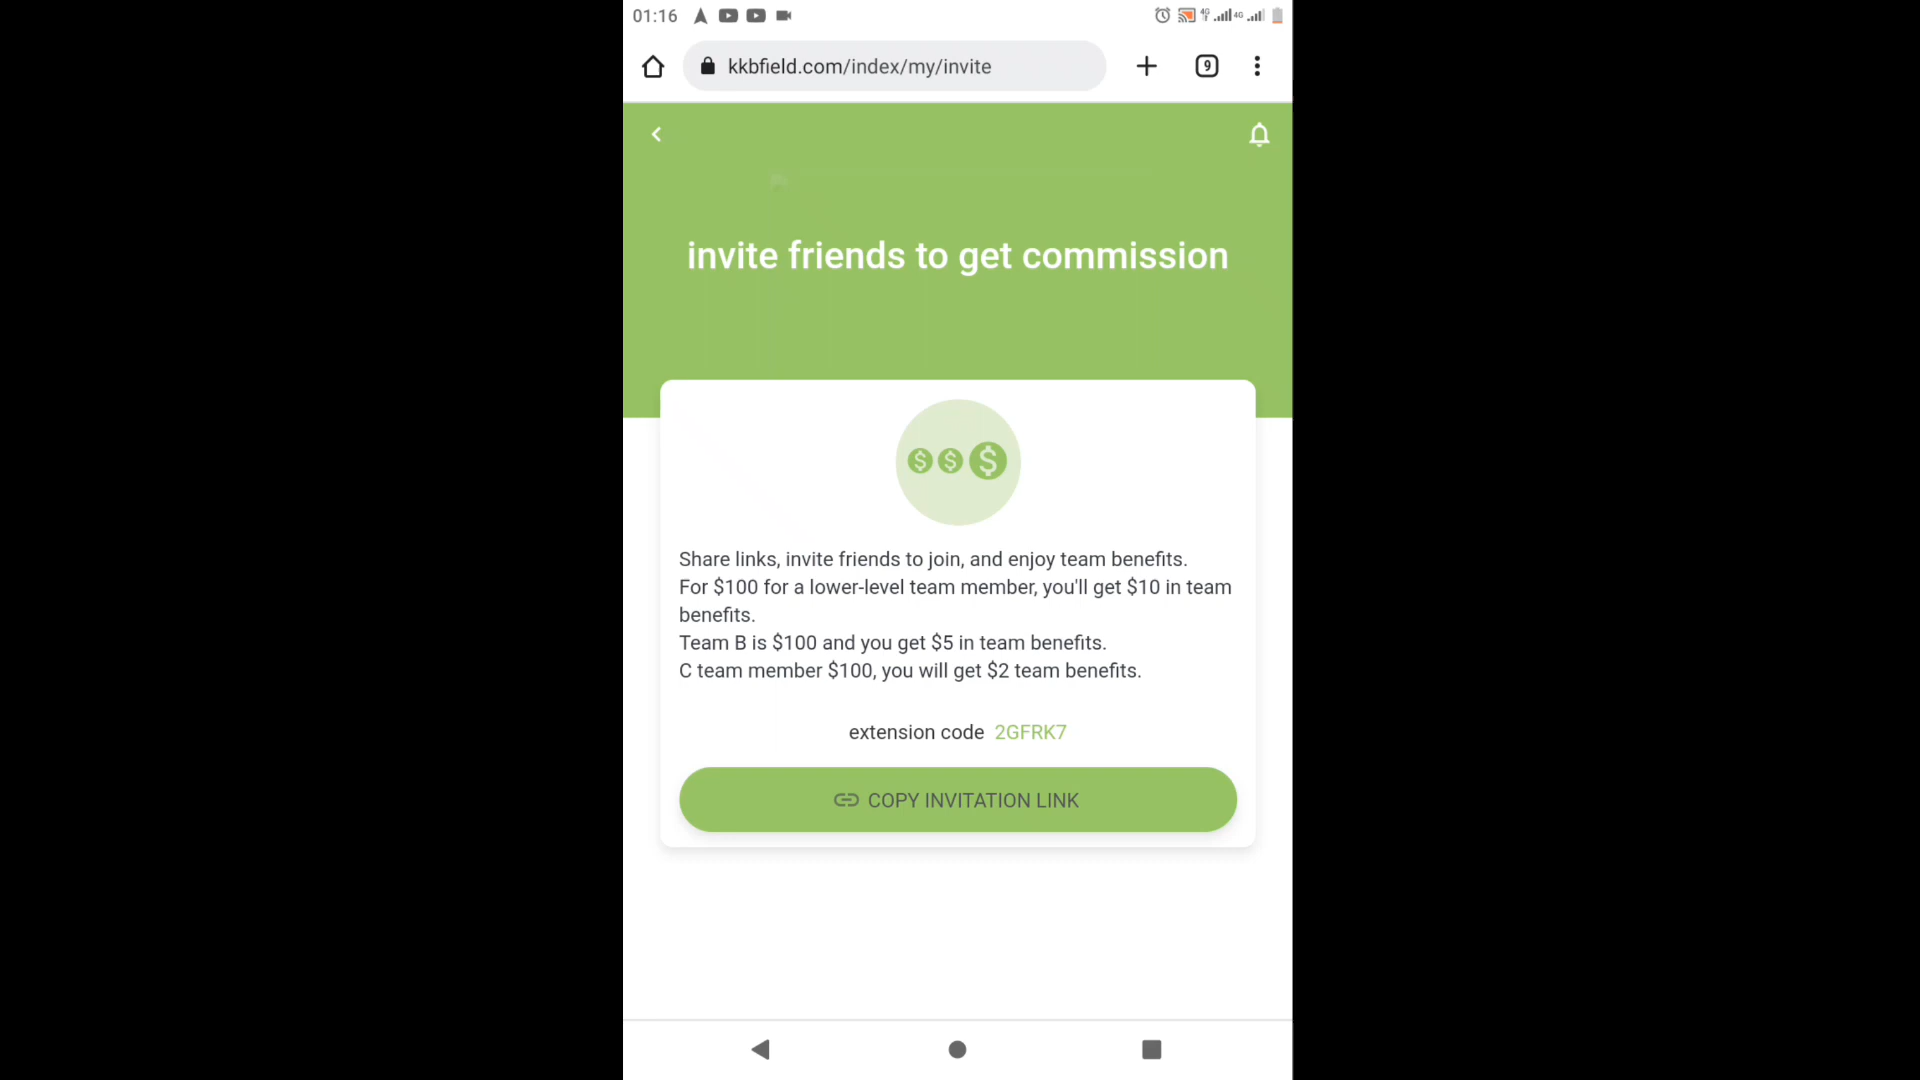 01:16
4G
4G
kkbfield.com/index/my/invite
9
invite friends to get commission
$ $ $
Share links, invite friends to join, and enjoy team benefits.
For $100 for a lower-level team member, you'll get $10 in team
benefits.
Team B is $100 and you get $5 in team benefits.
C team member $100, you will get $2 team benefits.
extension code 2GFRK7
COPY INVITATION LINK